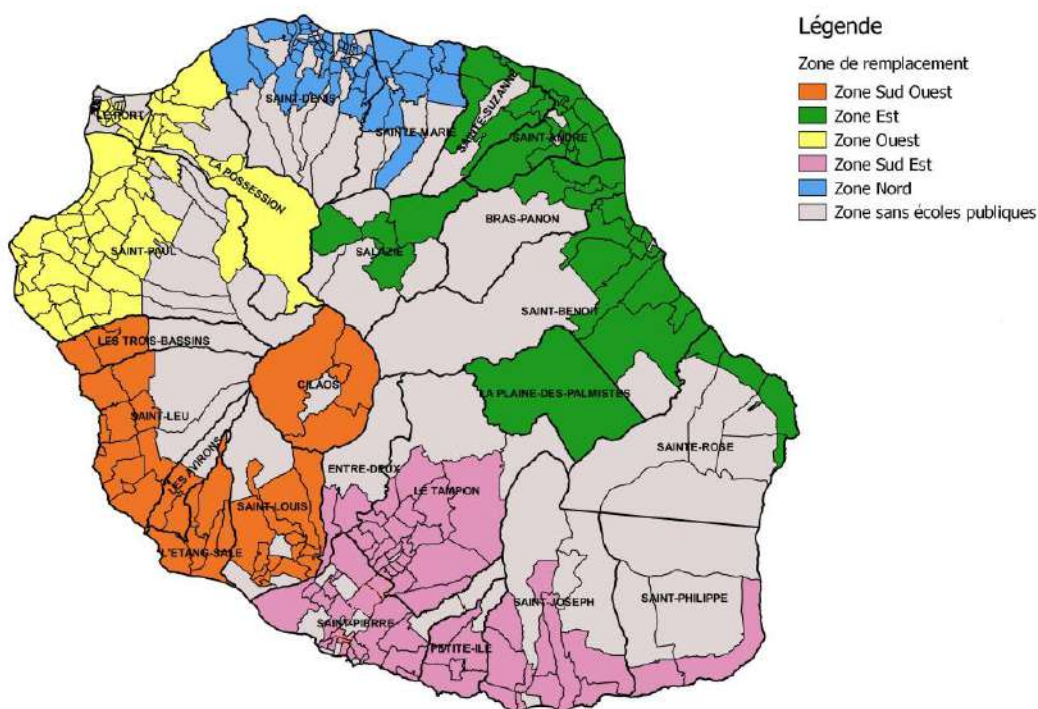 Légende
Zone de remplacement
Zone Sud Ouest
Zone Est
Zone Ouest
Zone Sud Est
Zone Nord
Zone sans écoles publiques
SAINT-DENIS
LE PORT
SAINTE-MARIE
SAINTE-SUZANNE
SAINT-ANDRE
LA POSSESSION
BRAS-PANON
SAINT-PAUL
SALAZIE
SAINT-BENOIT
LES TROIS-BASSINS
CILAOS
LA PLAINE-DES-PALMISTES
SAINT-LEU
SAINTE-ROSE
LES AVIRONS
ENTRE-DEUX
LE TAMPON
SAINT-LOUIS
L'ETANG-SALE
SAINT-JOSEPH
SAINT-PHILIPPE
SAINT-PIERRE
PETITE-ILE